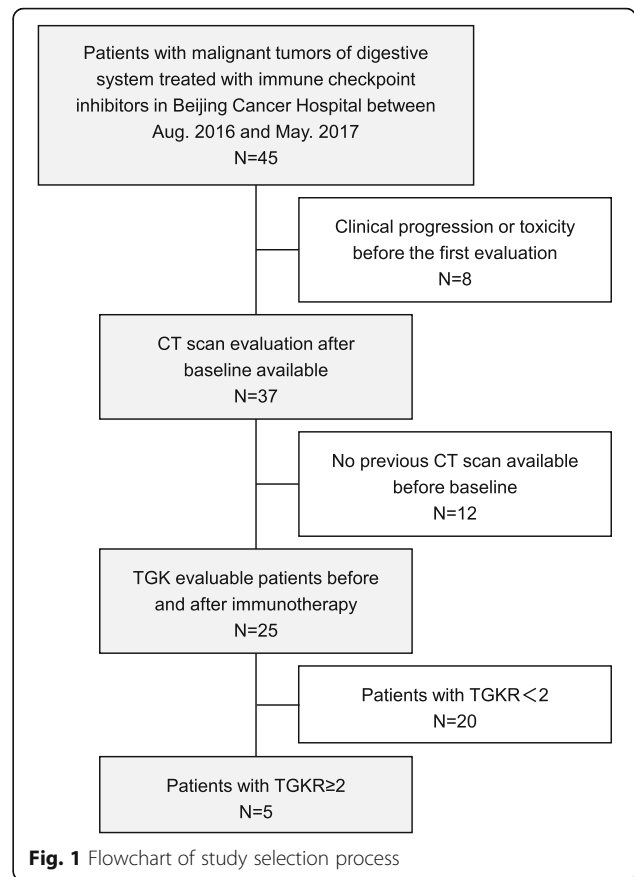 Patients with malignant tumors of digestive
system treated with immune checkpoint
inhibitors in Beijing Cancer Hospital between
Aug. 2016 and May. 2017
N=45
Clinical progression or toxicity
before the first evaluation
N=8
CT scan evaluation after
baseline available
N=37
No previous CT scan available
before baseline
N=12
TGK evaluable patients before
and after immunotherapy
N=25
Patients with TGKR<2
N=20
Patients with TGKR≥2
N=5
Fig. 1 Flowchart of study selection process